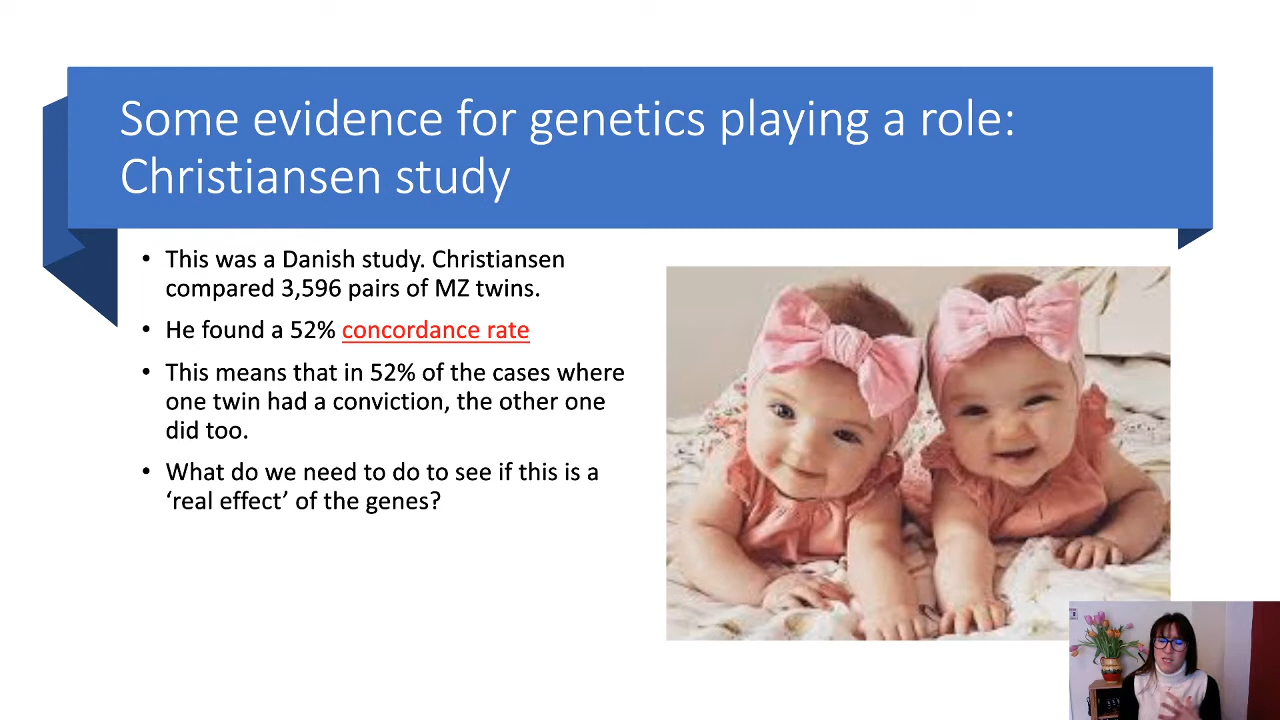 Some evidence for genetics playing a role:
Christiansen study
• This was a Danish study. Christiansen
compared 3,596 pairs of MZ twins.
• He found a 52% concordance rate
• This means that in 52% of the cases where
one twin had a conviction, the other one
did too.
• What do we need to do to see if this is a
‘real effect’ of the genes?